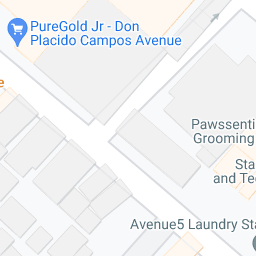 PureGold Jr - Don
Placido Campos Avenue
e
Pawssenti
Grooming
Sta
and Te
Avenue5 Laundry Sta